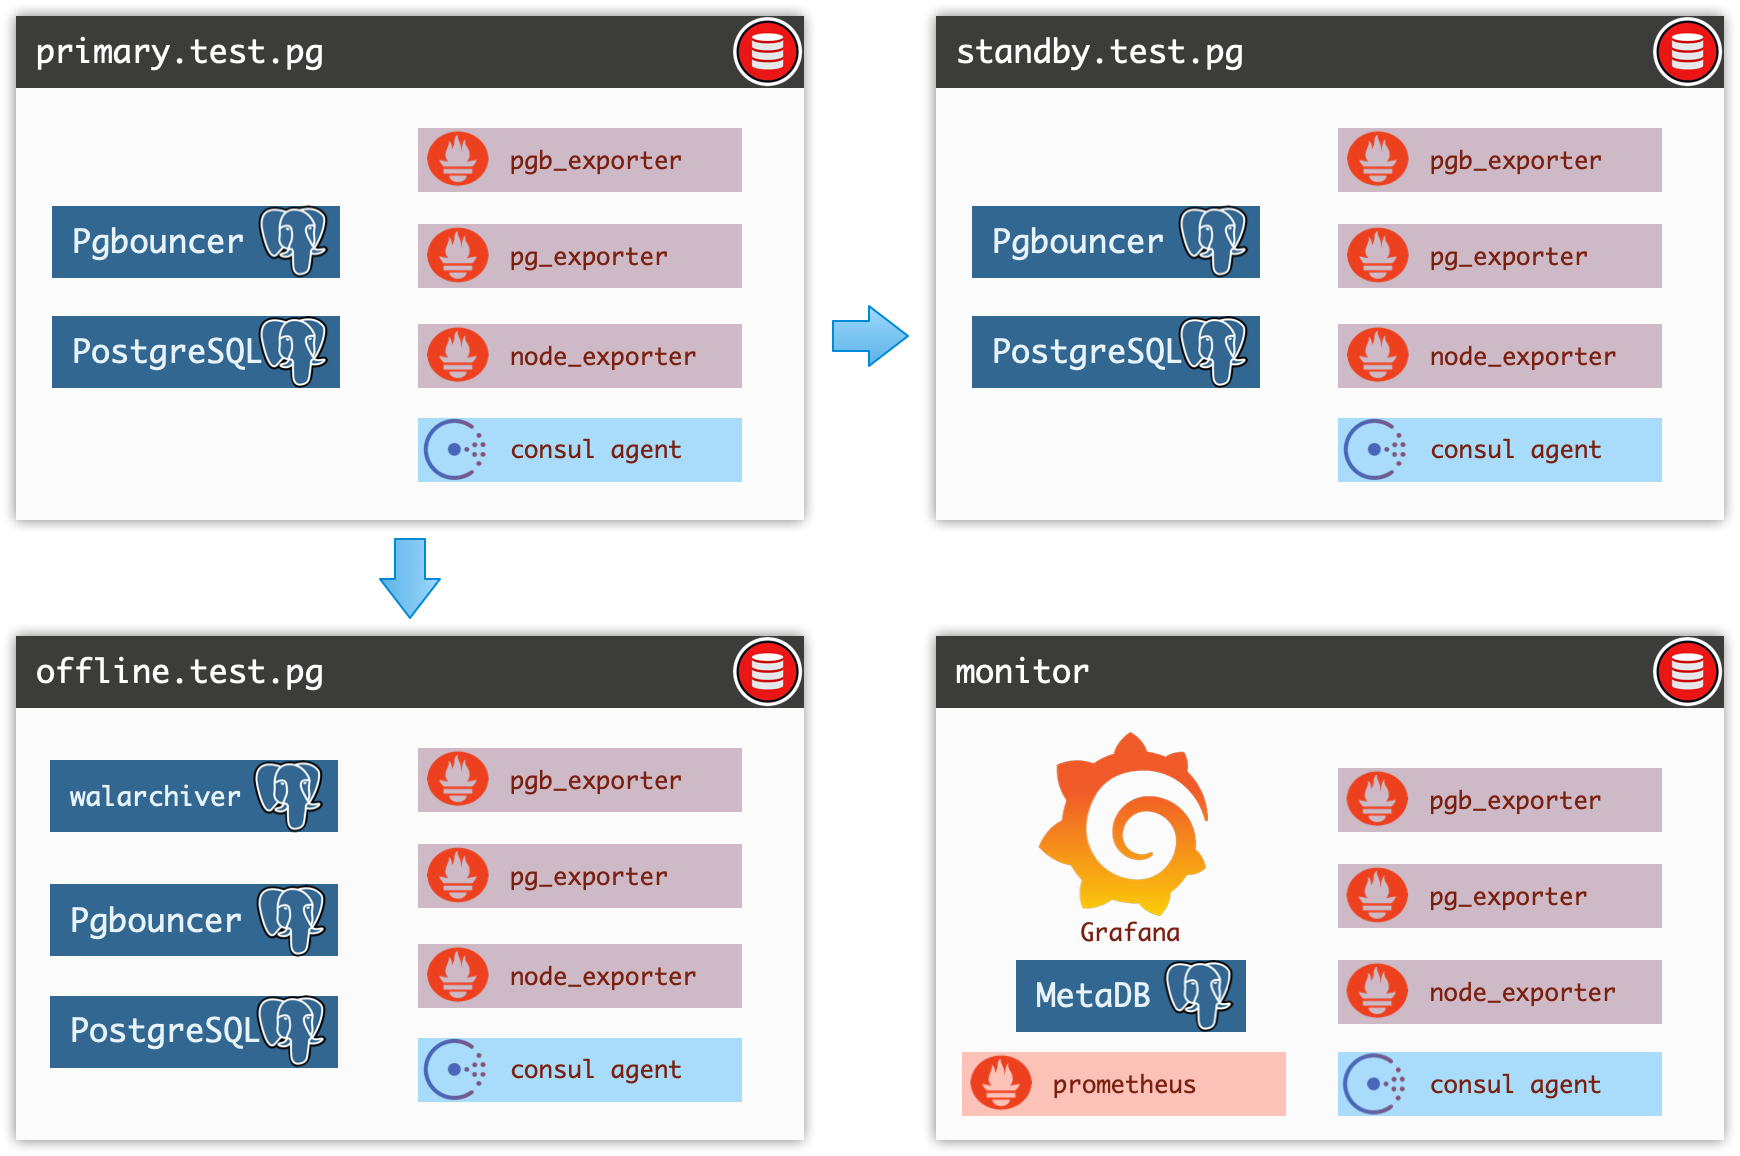 primary.test.pg
pgb_exporter
Pgbouncer
pg_exporter
PostgreSQL
node_exporter
consul agent
standby.test.pg
pgb_exporter
Pgbouncer
pg_exporter
PostgreSQL
node_exporter
consul agent
offline.test.pg
walarchiver
pgb_exporter
pg_exporter
Pgbouncer
node_exporter
PostgreSQL
consul agent
monitor
Grafana
MetaDB
prometheus
pgb_exporter
pg_exporter
node_exporter
consul agent